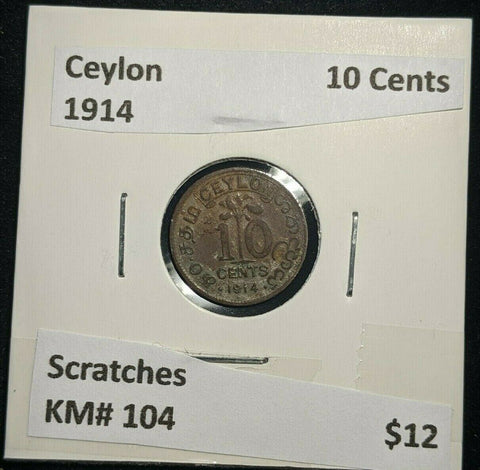 Ceylon 10 Cents
1914
CEYLON
10
CENTS
1914
Scratches
KM# 104 $12